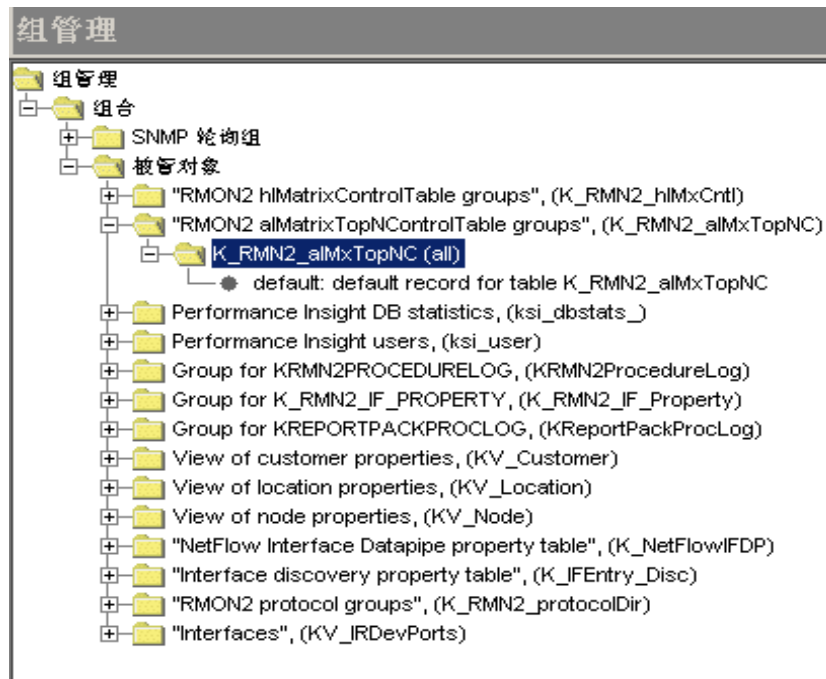 组管理
组管理
组合
SNMP 轮询组
被管对象
"RMON2 hlMatrixControlTable groups", (K_RMN2_hlMxCntl)
"RMON2 alMatrixTopNControlTable groups", (K_RMN2_alMxTopNC)
K_RMN2_alMxTopNC (all)
default: default record for table K_RMN2_alMxTopNC
Performance Insight DB statistics, (ksi_dbstats_)
Performance Insight users, (ksi_user)
Group for KRMN2PROCEDURELOG, (KRMN2ProcedureLog)
Group for K_RMN2_IF_PROPERTY, (K_RMN2_IF_Property)
Group for KREPORTPACKPROCLOG, (KReportPackProcLog)
View of customer properties, (KV_Customer)
View of location properties, (KV_Location)
View of node properties, (KV_Node)
"NetFlow Interface Datapipe property table", (K_NetFlowIFDP)
"Interface discovery property table", (K_IFEntry_Disc)
"RMON2 protocol groups", (K_RMN2_protocolDir)
"Interfaces", (KV_IRDevPorts)